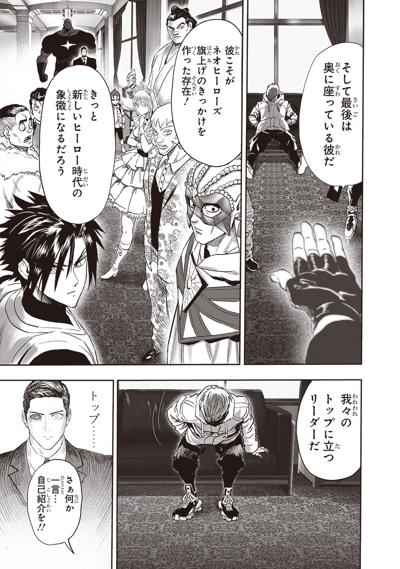 そして最後は
奥に座っている彼だ
彼こそが
ネオヒーローズ
旗上げのきっかけを
作った存在!
きっと
新しいヒーロー時代の
象徴になるだろう
我々の
トップに立つ
リーダーだ
トップ……
さぁ何か
一言…
自己紹介を!!